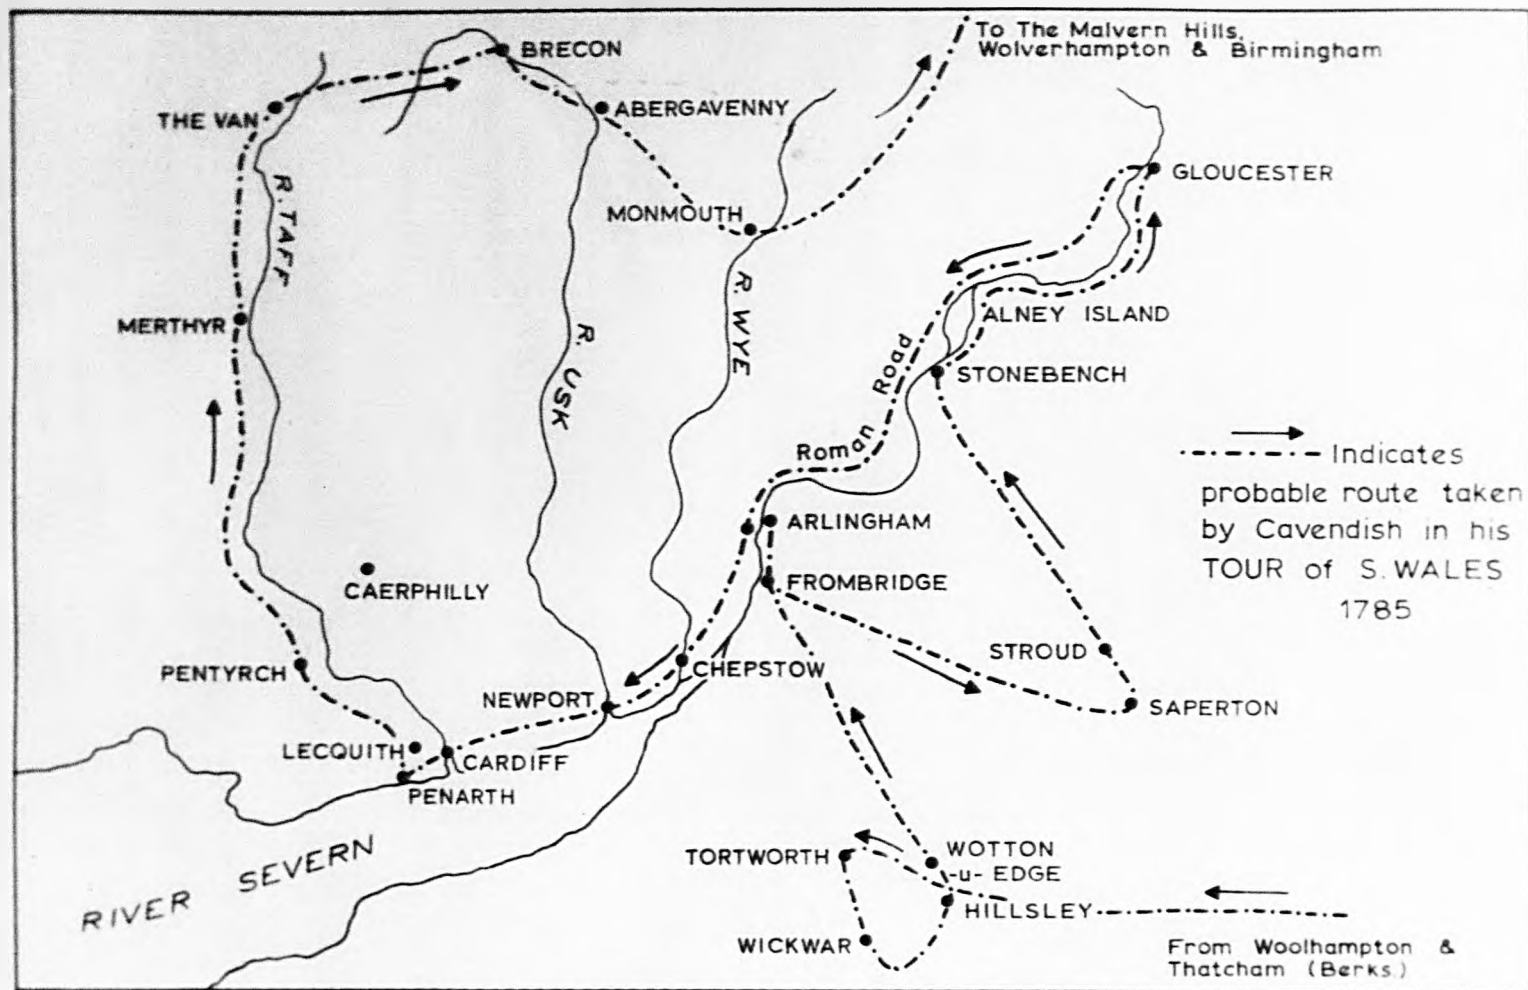 To The Malvern Hills,
Wolverhampton & Birmingham
BRECON
THE VAN
ABERGAVENNY
GLOUCESTER
R. TAFF
MONMOUTH
R. WYE
R. USK
MERTHYR
ALNEY ISLAND
Roman Road
STONEBENCH
Indicates
probable route taken
by Cavendish in his
TOUR of S. WALES
1785
ARLINGHAM
CAERPHILLY
FROMBRIDGE
PENTYRCH
CHEPSTOW
STROUD
NEWPORT
SAPERTON
LECQUITH
CARDIFF
PENARTH
RIVER SEVERN
TORTWORTH
WOTTON
-u- EDGE
HILLSLEY
WICKWAR
From Woolhampton &
Thatcham (Berks.)